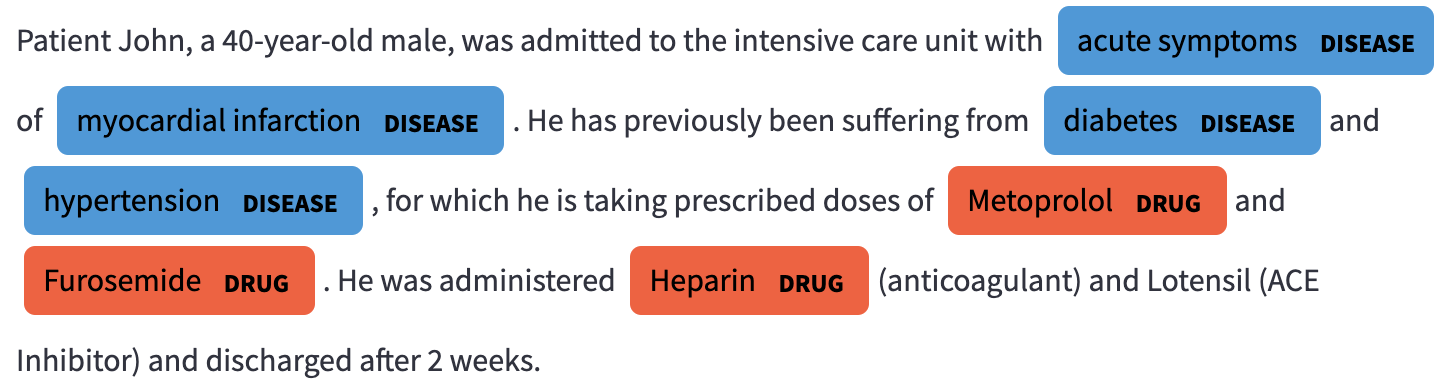 Patient John, a 40-year-old male, was admitted to the intensive care unit with acute symptoms DISEASE
of myocardial infarction DISEASE . He has previously been suffering from diabetes DISEASE and
hypertension DISEASE , for which he is taking prescribed doses of Metoprolol DRUG and
Furosemide DRUG . He was administered Heparin DRUG (anticoagulant) and Lotensil (ACE
Inhibitor) and discharged after 2 weeks.